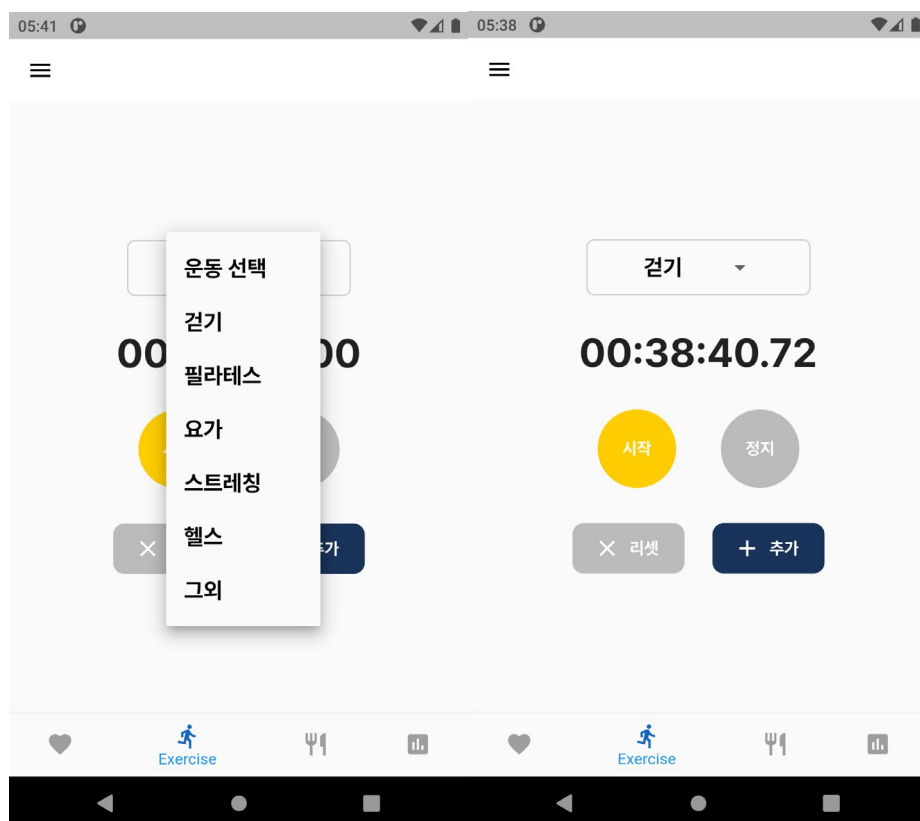 05:41
운동 선택
걷기
00
00
필라테스
요가
스트레칭
헬스
추가
그외
Exercise
05:38
걷기
00:38:40.72
시작
정지
리셋
추가
Exercise